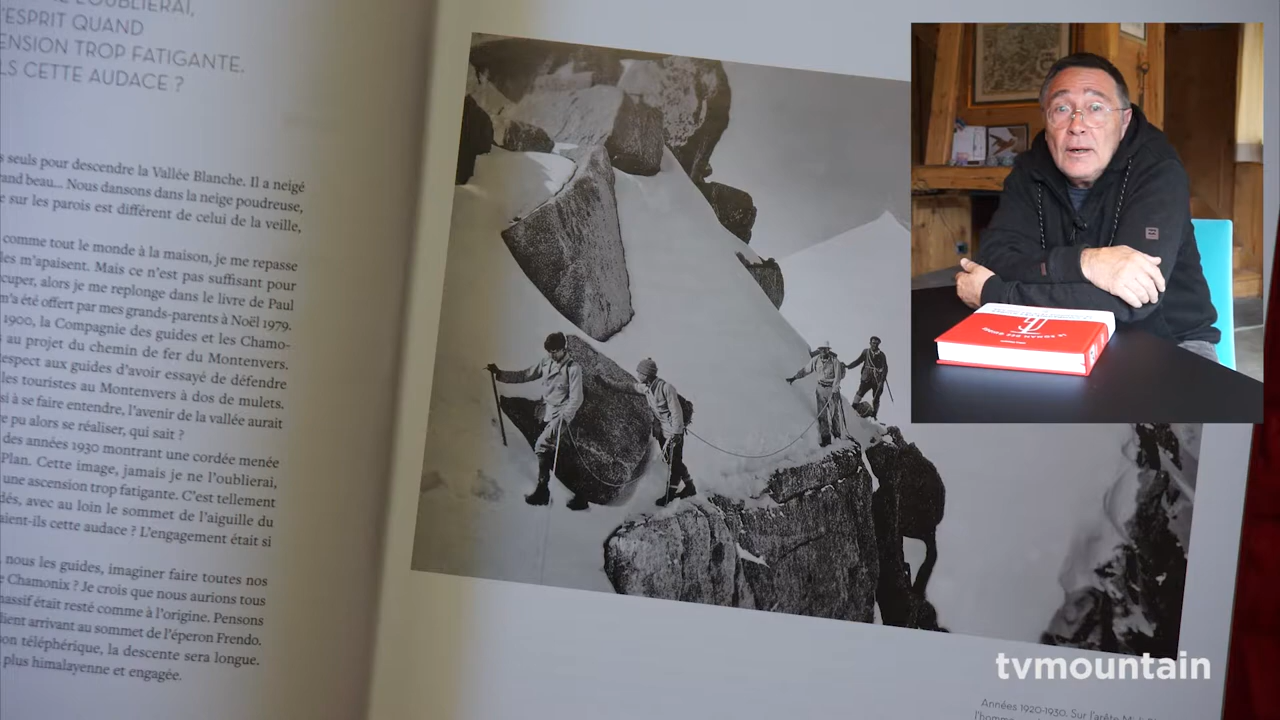 OUBLIERAI,
'ESPRIT QUAND
ENSION TROP FATIGANTE.
LS CETTE AUDACE ?
s seuls pour descendre la Vallée Blanche. Il a neigé
rand beau... Nous dansons dans la neige poudreuse,
e sur les parois est différent de celui de la veille,
comme tout le monde à la maison, je me repasse
les m'apaisent. Mais ce n'est pas suffisant pour
cuper, alors je me replonge dans le livre de Paul
m'a été offert par mes grands-parents à Noël 1979.
1900, la Compagnie des guides et les Chamo-
s au projet du chemin de fer du Montenvers.
espect aux guides d'avoir essayé de défendre
les touristes au Montenvers à dos de mulets.
si à se faire entendre, l'avenir de la vallée aurait
e pu alors se réaliser, qui sait ?
des années 1930 montrant une cordée menée
Plan. Cette image, jamais je ne l'oublierai,
une ascension trop fatigante. C'est tellement
dés, avec au loin le sommet de l'aiguille du
aient-ils cette audace ? L'engagement était si
nous les guides, imaginer faire toutes nos
e Chamonix ? Je crois que nous aurions tous
massif était resté comme à l'origine. Pensons
dient arrivant au sommet de l'éperon Frendo.
on téléphérique, la descente sera longue.
plus himalayenne et engagée.
tvmountain
Années 1920-1930. Sur l'arête
l'homme